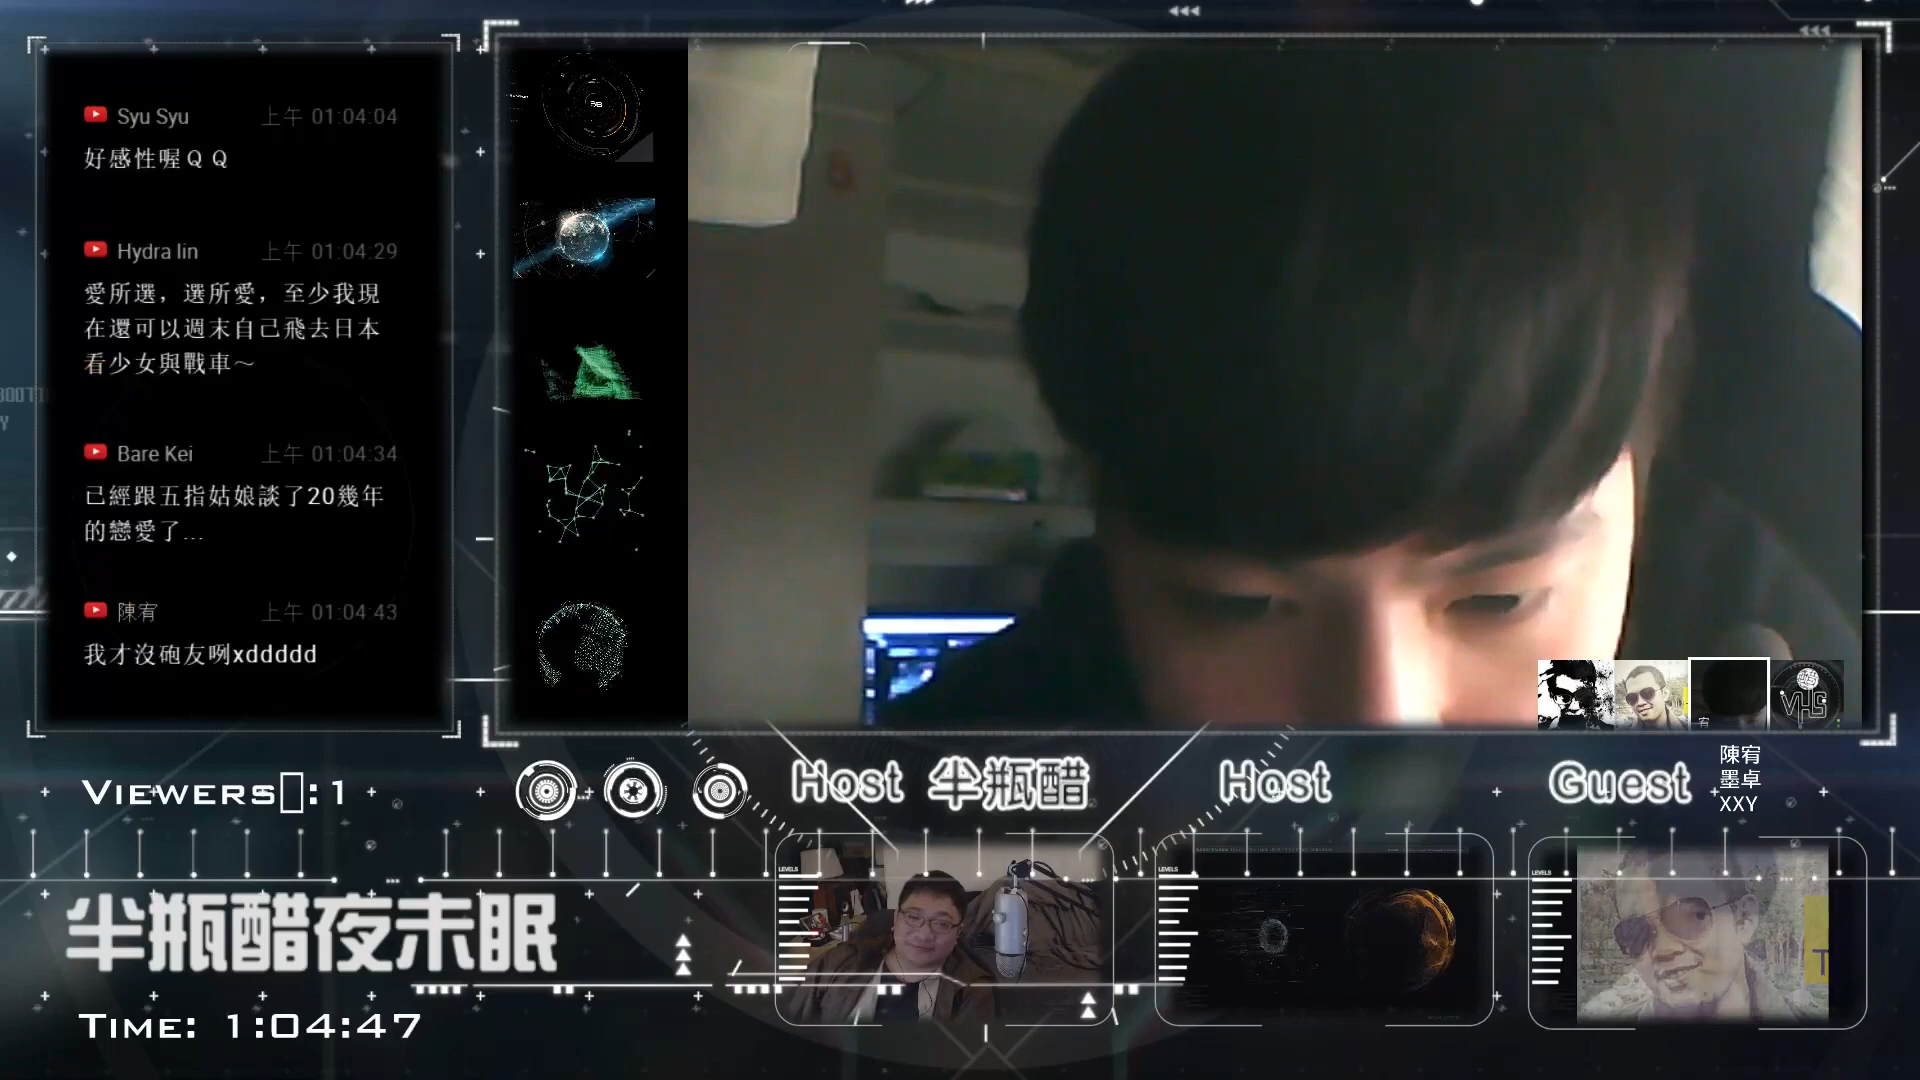 Syu Syu 上午 01:04:04
好感性喔ＱＱ
Hydra lin 上午 01:04:29
愛所選，選所愛，至少我現
在還可以週末自己飛去日本
看少女與戰車～
Bare Kei 上午 01:04:34
已經跟五指姑娘談了20幾年
的戀愛了...
陳宥 上午 01:04:43
我才沒砲友咧xddddd
宥
VHS
Viewers：1
Host 半瓶醋
Host
Guest
陳宥
墨卓
XXY
LEVELS
LEVELS
LEVELS
T
半瓶醋夜未眠
Time: 1:04:47